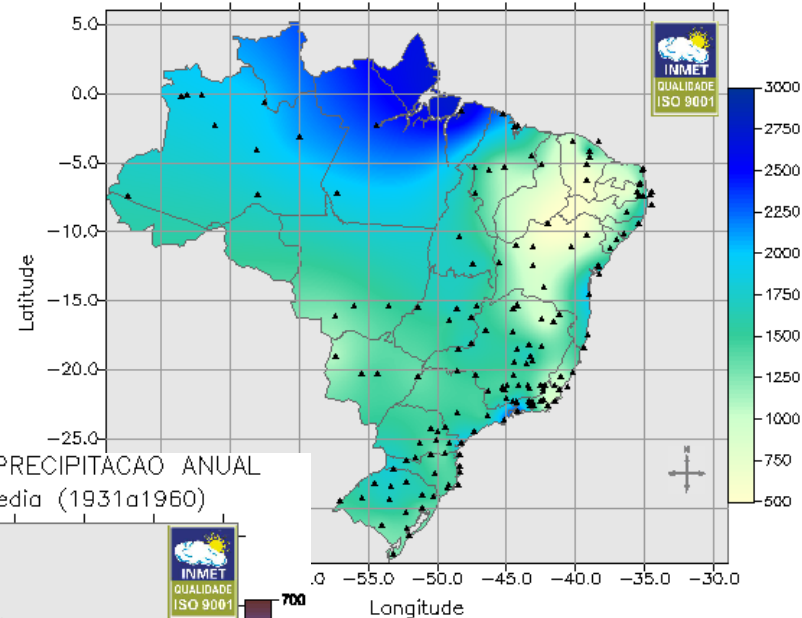 5.0
0.0
−5.0
−10.0
−15.0
−20.0
−25.0
Latitude
INMET
QUALIDADE
ISO 9001
3000
2750
2500
2250
2000
1750
1500
1250
1000
750
500
PRECIPITACAO ANUAL
edia (1931a1960)
INMET
QUALIDADE
ISO 9001
700
.0 −55.0 −50.0 −45.0 −40.0 −35.0 −30.0
Longitude